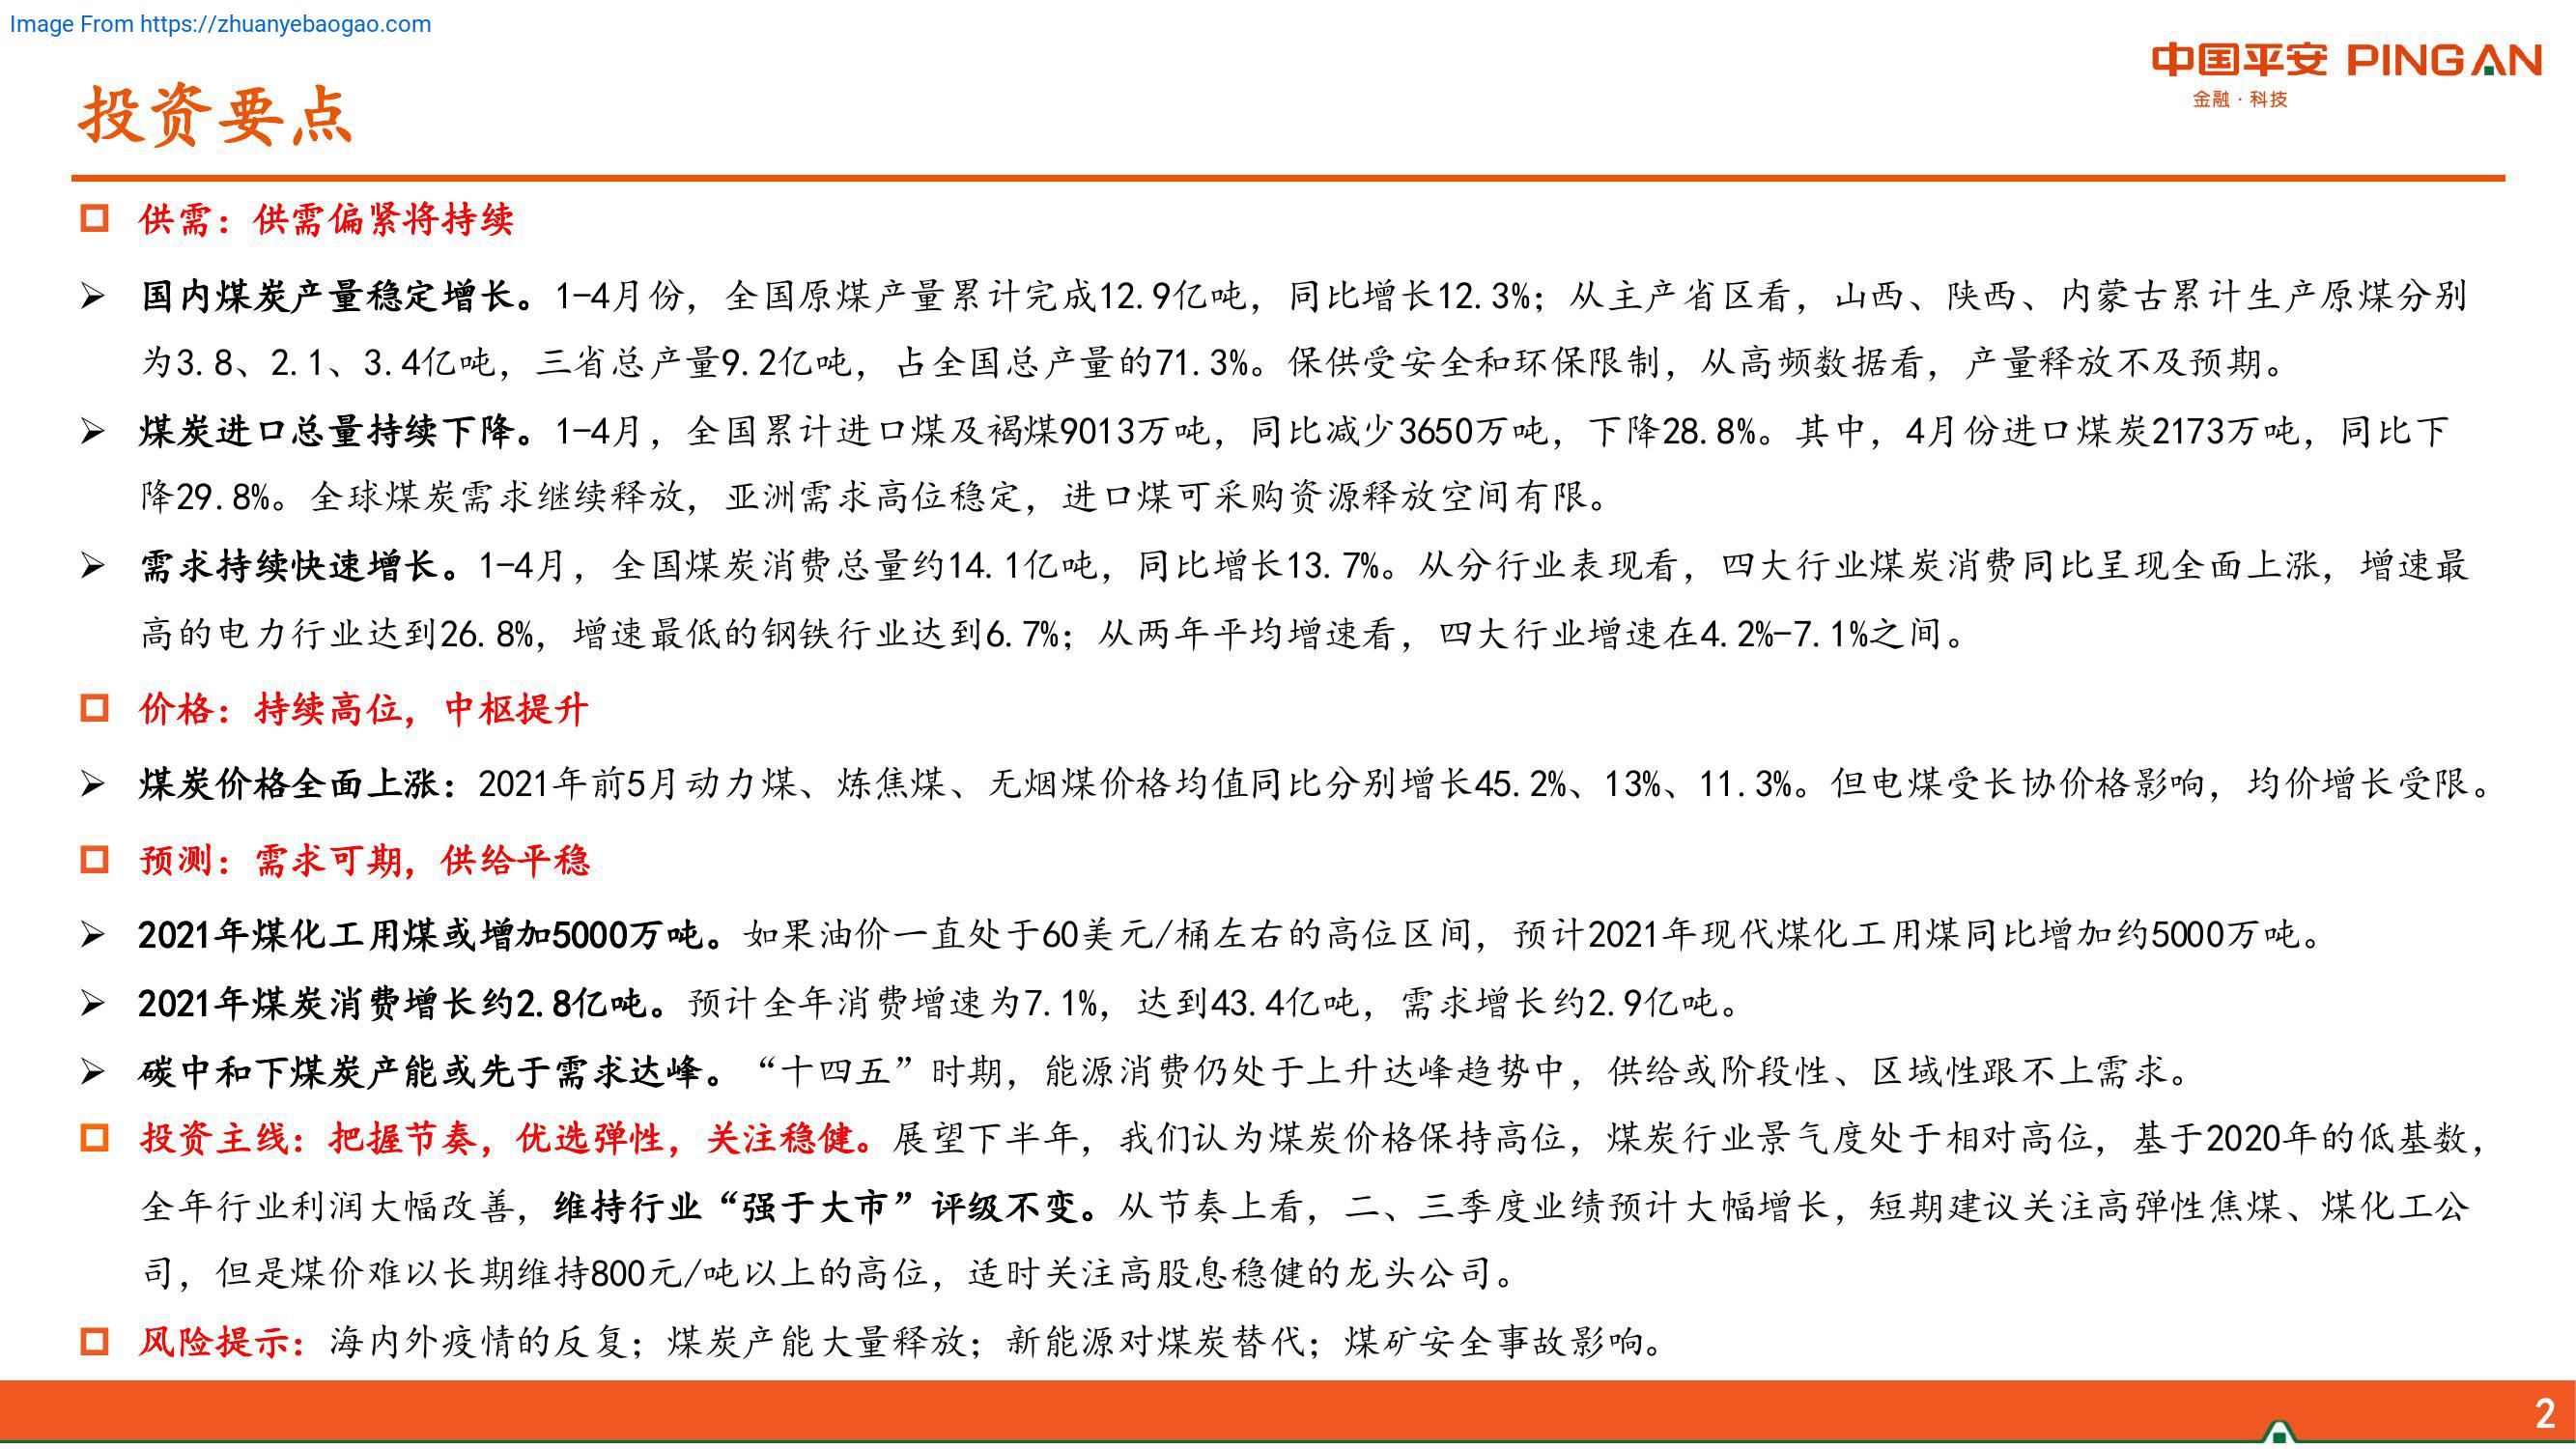 Image From https://zhuanyebaogao.com
中国平安 PING AN
金融·科技
投资要点
供需：供需偏紧将持续
国内煤炭产量稳定增长。1-4月份，全国原煤产量累计完成12.9亿吨，同比增长12.3%；从主产省区看，山西、陕西、内蒙古累计生产原煤分别
为3.8、2.1、3.4亿吨，三省总产量9.2亿吨，占全国总产量的71.3%。保供受安全和环保限制，从高频数据看，产量释放不及预期。
煤炭进口总量持续下降。1-4月，全国累计进口煤及褐煤9013万吨，同比减少3650万吨，下降28.8%。其中，4月份进口煤炭2173万吨，同比下
降29.8%。全球煤炭需求继续释放，亚洲需求高位稳定，进口煤可采购资源释放空间有限。
需求持续快速增长。1-4月，全国煤炭消费总量约14.1亿吨，同比增长13.7%。从分行业表现看，四大行业煤炭消费同比呈现全面上涨，增速最
高的电力行业达到26.8%，增速最低的钢铁行业达到6.7%；从两年平均增速看，四大行业增速在4.2%-7.1%之间。
价格：持续高位，中枢提升
煤炭价格全面上涨：2021年前5月动力煤、炼焦煤、无烟煤价格均值同比分别增长45.2%、13%、11.3%。但电煤受长协价格影响，均价增长受限。
预测：需求可期，供给平稳
2021年煤化工用煤或增加5000万吨。如果油价一直处于60美元/桶左右的高位区间，预计2021年现代煤化工用煤同比增加约5000万吨。
2021年煤炭消费增长约2.8亿吨。预计全年消费增速为7.1%，达到43.4亿吨，需求增长约2.9亿吨。
碳中和下煤炭产能或先于需求达峰。“十四五”时期，能源消费仍处于上升达峰趋势中，供给或阶段性、区域性跟不上需求。
投资主线：把握节奏，优选弹性，关注稳健。展望下半年，我们认为煤炭价格保持高位，煤炭行业景气度处于相对高位，基于2020年的低基数，
全年行业利润大幅改善，维持行业“强于大市”评级不变。从节奏上看，二、三季度业绩预计大幅增长，短期建议关注高弹性焦煤、煤化工公
司，但是煤价难以长期维持800元/吨以上的高位，适时关注高股息稳健的龙头公司。
风险提示：海内外疫情的反复；煤炭产能大量释放；新能源对煤炭替代；煤矿安全事故影响。
2